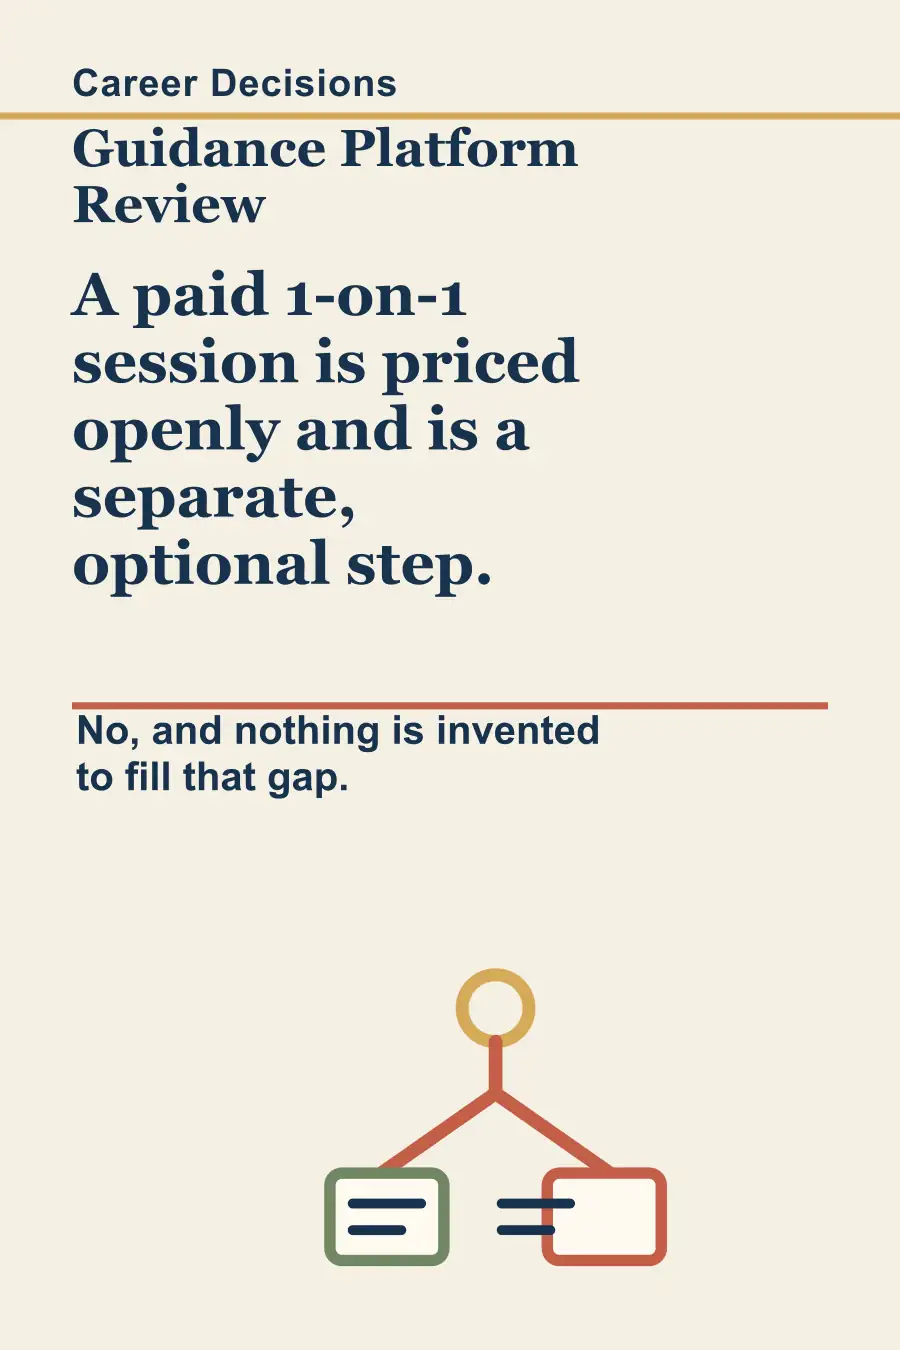 Career Decisions
Guidance Platform
Review
A paid 1-on-1
session is priced
openly and is a
separate,
optional step.
No, and nothing is invented
to fill that gap.